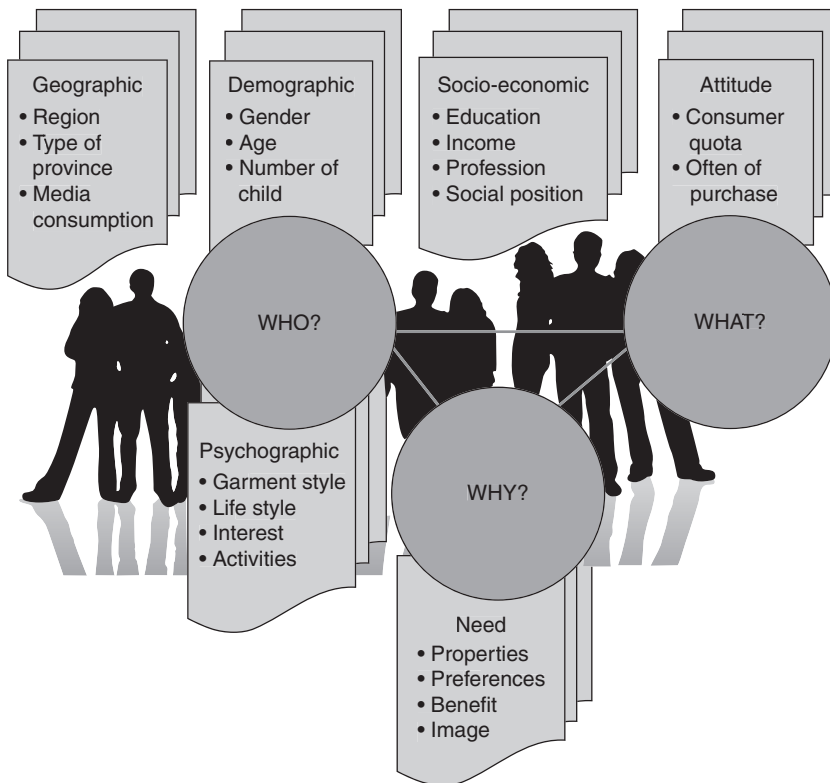 Geographic
• Region
• Type of
province
• Media
consumption
Demographic
• Gender
• Age
• Number of
child
Socio-economic
• Education
• Income
• Profession
• Social position
Attitude
• Consumer
quota
• Often of
purchase
WHO?
WHAT?
WHY?
Psychographic
• Garment style
• Life style
• Interest
• Activities
Need
• Properties
• Preferences
• Benefit
• Image